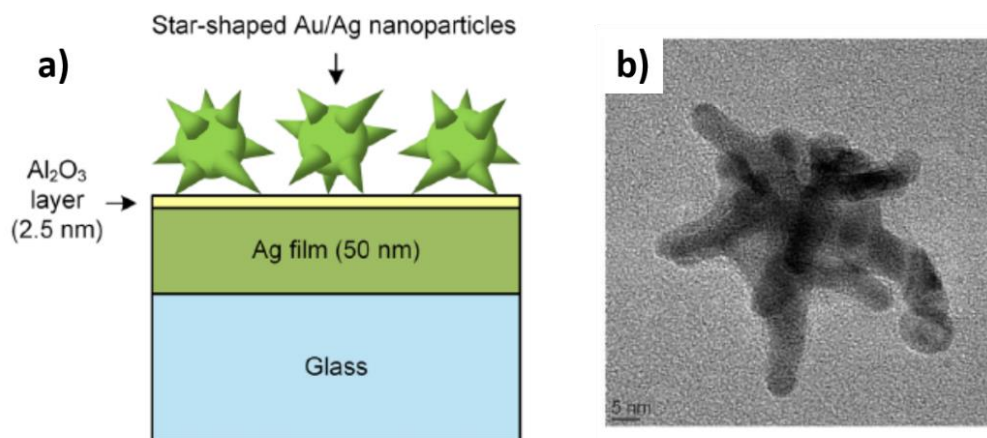 Star-shaped Au/Ag nanoparticles
a)
Al₂O₃
layer
(2.5 nm)
Ag film (50 nm)
Glass
b)
5 nm